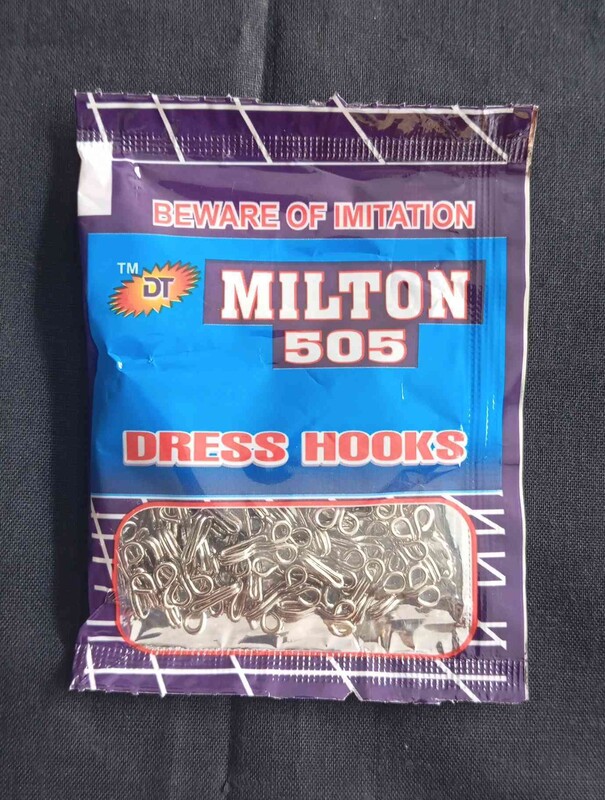 BEWARE OF IMITATION
TM
DT
MILTON
505
DRESS HOOKS